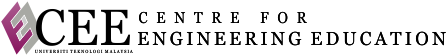 CEE
UNIVERSITI TEKNOLOGI MALAYSIA
CENTRE FOR
ENGINEERING EDUCATION